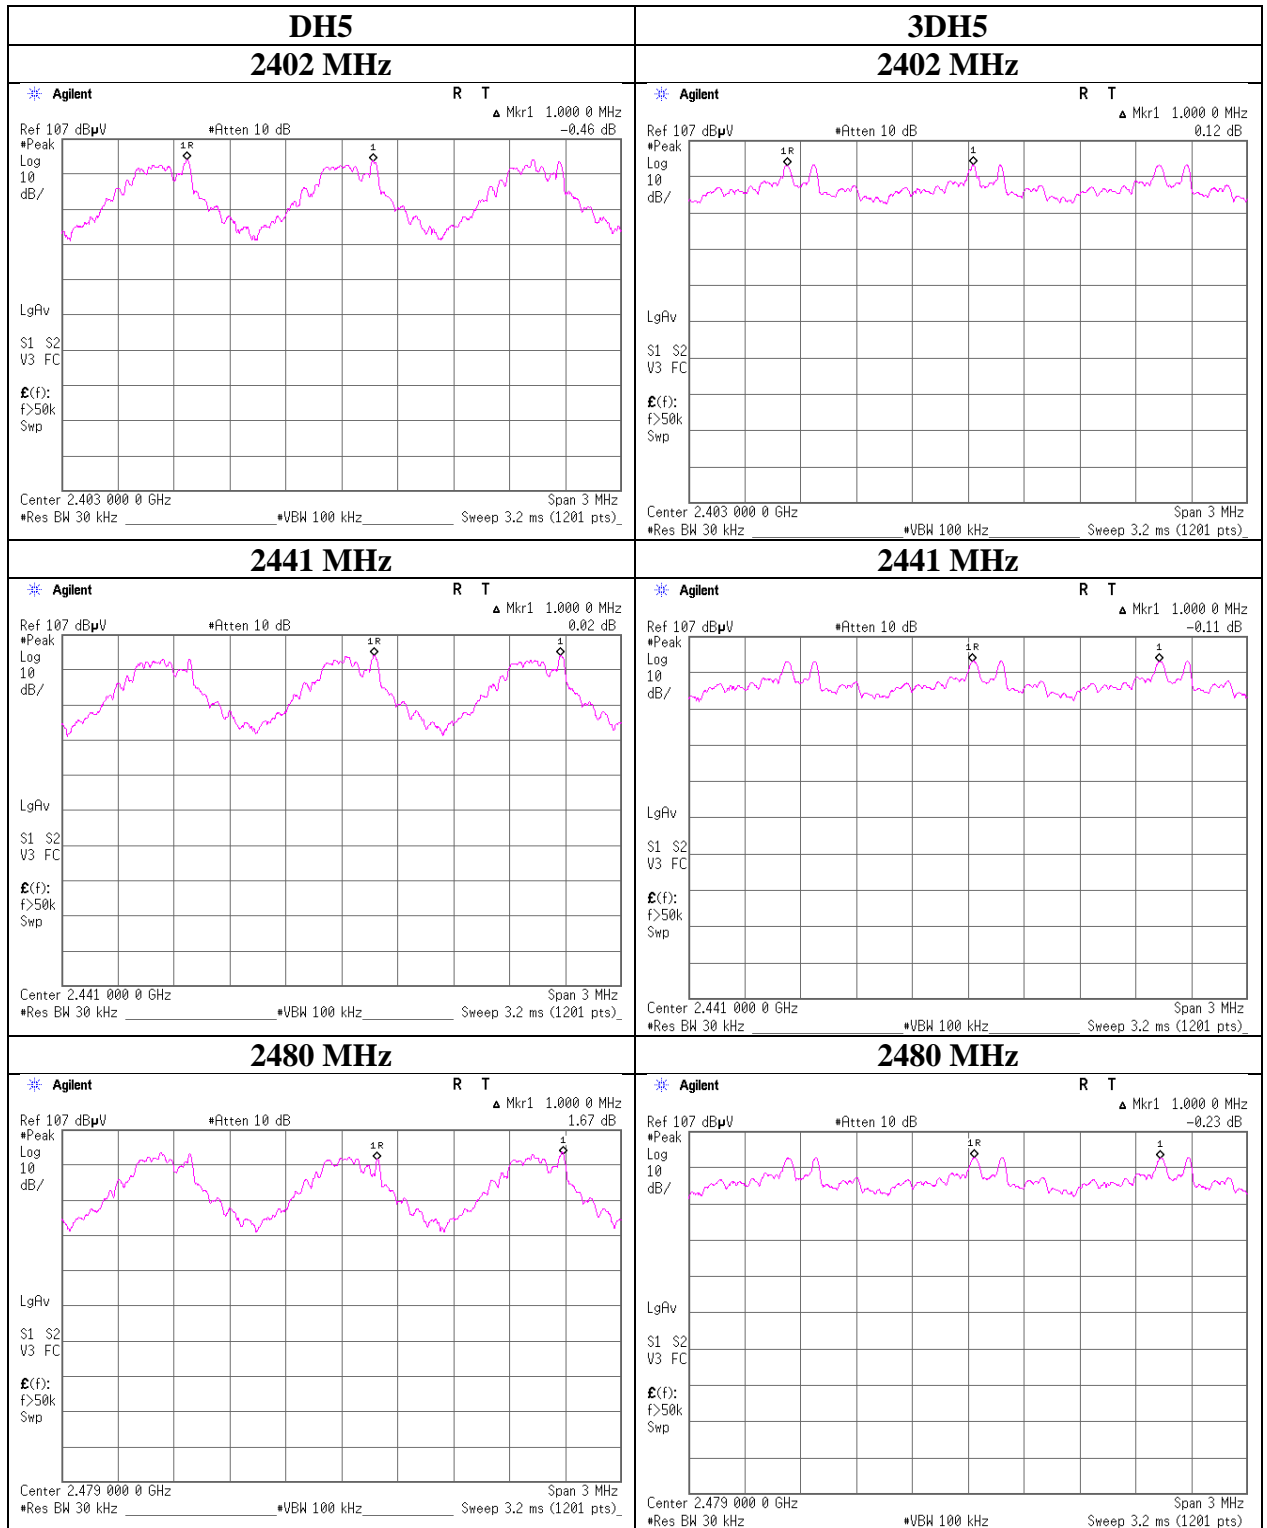 DH5
3DH5
2402 MHz
2402 MHz
Agilent
R T
Δ Mkr1 1.000 0 MHz
Ref 107 dBµV
#Atten 10 dB
-0.46 dB
#Peak
Log
10
dB/
1R
1
LgAv
S1 S2
V3 FC
£(f):
f>50k
Swp
Center 2.403 000 0 GHz
Span 3 MHz
#Res BW 30 kHz
#VBW 100 kHz
Sweep 3.2 ms (1201 pts)
Agilent
R T
Δ Mkr1 1.000 0 MHz
Ref 107 dBµV
#Atten 10 dB
0.12 dB
#Peak
Log
10
dB/
1R
1
LgAv
S1 S2
V3 FC
£(f):
f>50k
Swp
Center 2.403 000 0 GHz
Span 3 MHz
#Res BW 30 kHz
#VBW 100 kHz
Sweep 3.2 ms (1201 pts)
2441 MHz
2441 MHz
Agilent
R T
Δ Mkr1 1.000 0 MHz
Ref 107 dBµV
#Atten 10 dB
0.02 dB
#Peak
Log
10
dB/
1R
1
LgAv
S1 S2
V3 FC
£(f):
f>50k
Swp
Center 2.441 000 0 GHz
Span 3 MHz
#Res BW 30 kHz
#VBW 100 kHz
Sweep 3.2 ms (1201 pts)
Agilent
R T
Δ Mkr1 1.000 0 MHz
Ref 107 dBµV
#Atten 10 dB
-0.11 dB
#Peak
Log
10
dB/
1R
1
LgAv
S1 S2
V3 FC
£(f):
f>50k
Swp
Center 2.441 000 0 GHz
Span 3 MHz
#Res BW 30 kHz
#VBW 100 kHz
Sweep 3.2 ms (1201 pts)
2480 MHz
2480 MHz
Agilent
R T
Δ Mkr1 1.000 0 MHz
Ref 107 dBµV
#Atten 10 dB
1.67 dB
#Peak
Log
10
dB/
1R
1
LgAv
S1 S2
V3 FC
£(f):
f>50k
Swp
Center 2.479 000 0 GHz
Span 3 MHz
#Res BW 30 kHz
#VBW 100 kHz
Sweep 3.2 ms (1201 pts)
Agilent
R T
Δ Mkr1 1.000 0 MHz
Ref 107 dBµV
#Atten 10 dB
-0.23 dB
#Peak
Log
10
dB/
1R
1
LgAv
S1 S2
V3 FC
£(f):
f>50k
Swp
Center 2.479 000 0 GHz
Span 3 MHz
#Res BW 30 kHz
#VBW 100 kHz
Sweep 3.2 ms (1201 pts)